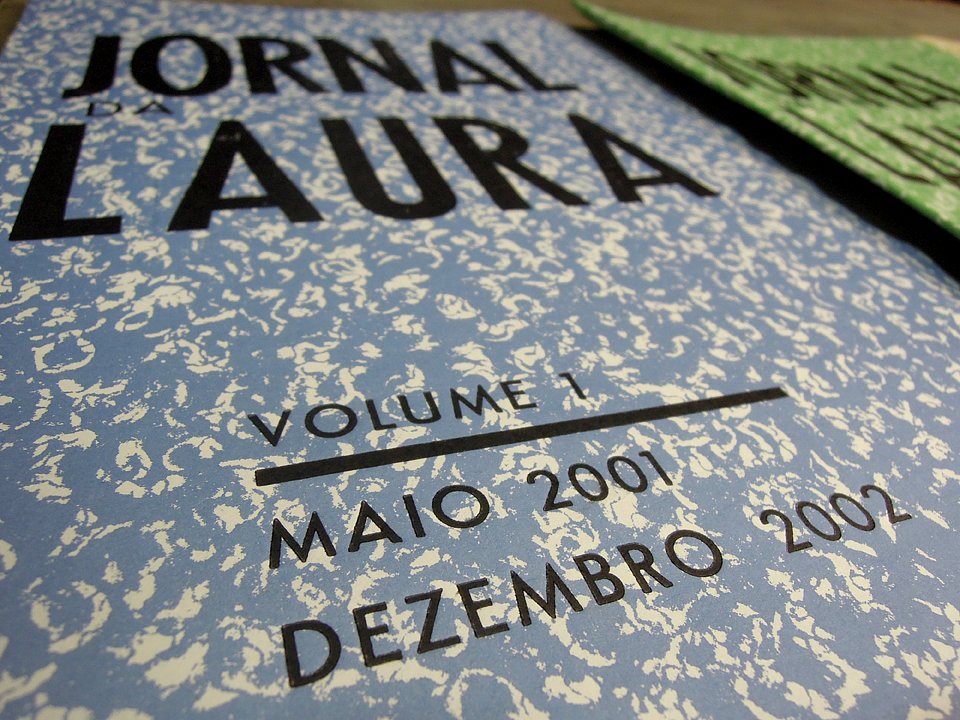 JORNAL
DA
LAURA
VOLUME 1
MAIO 2001
DEZEMBRO 2002